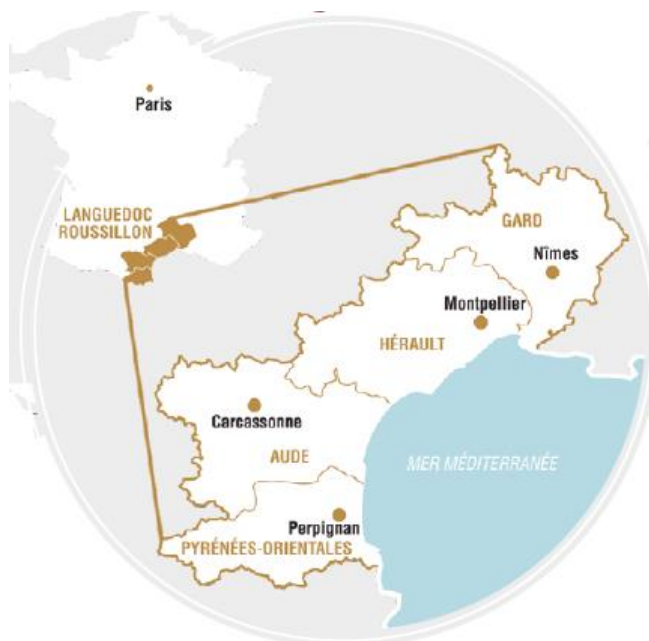 Paris
LANGUEDOC
ROUSSILLON
GARD
Nîmes
Montpellier
HÉRAULT
Carcassonne
AUDE
MER MÉDITERRANÉE
Perpignan
PYRÉNÉES-ORIENTALES